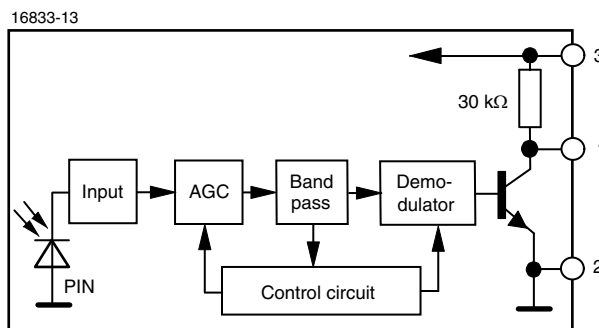 16833-13
3
30 kΩ
1
Input
AGC
Band
pass
Demo-
dulator
2
PIN
Control circuit